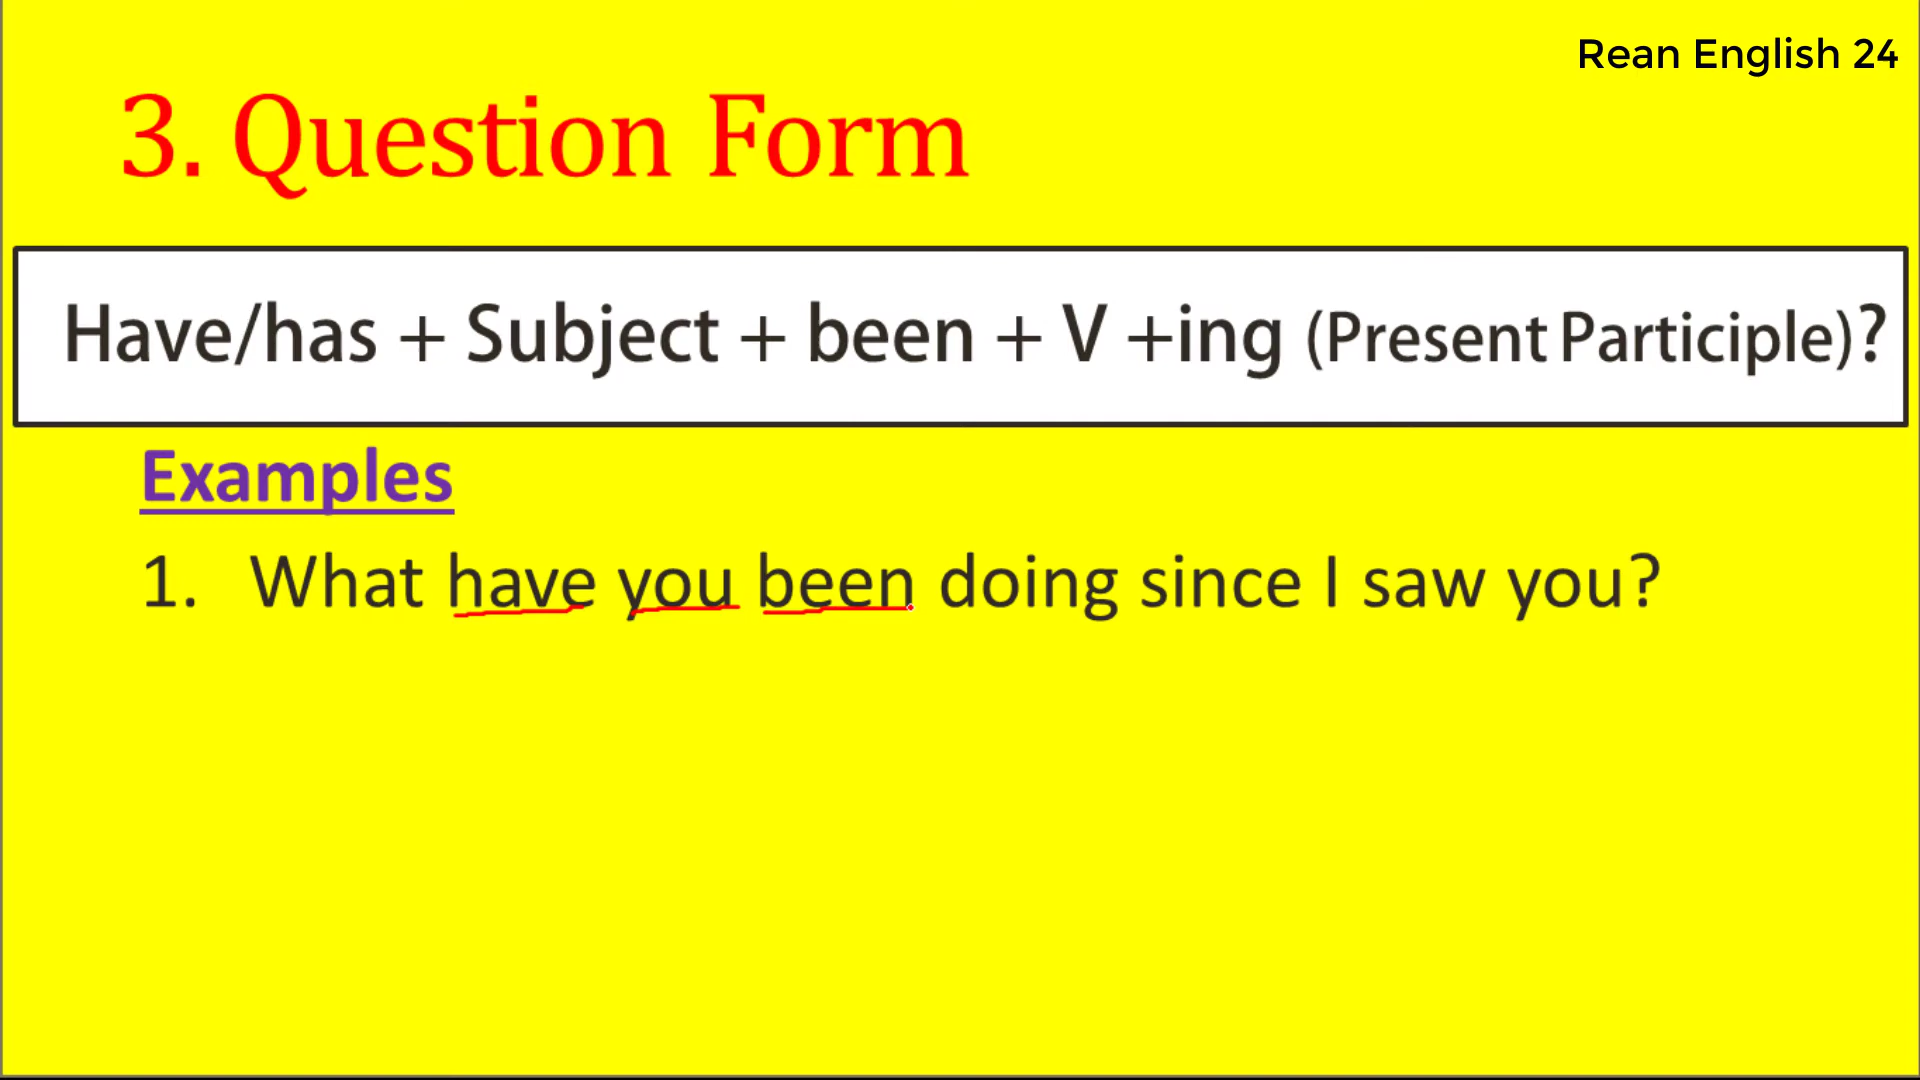 Rean English 24
3. Question Form
Have/has + Subject + been + V +ing (Present Participle)?
Examples
1. What have you been doing since I saw you?